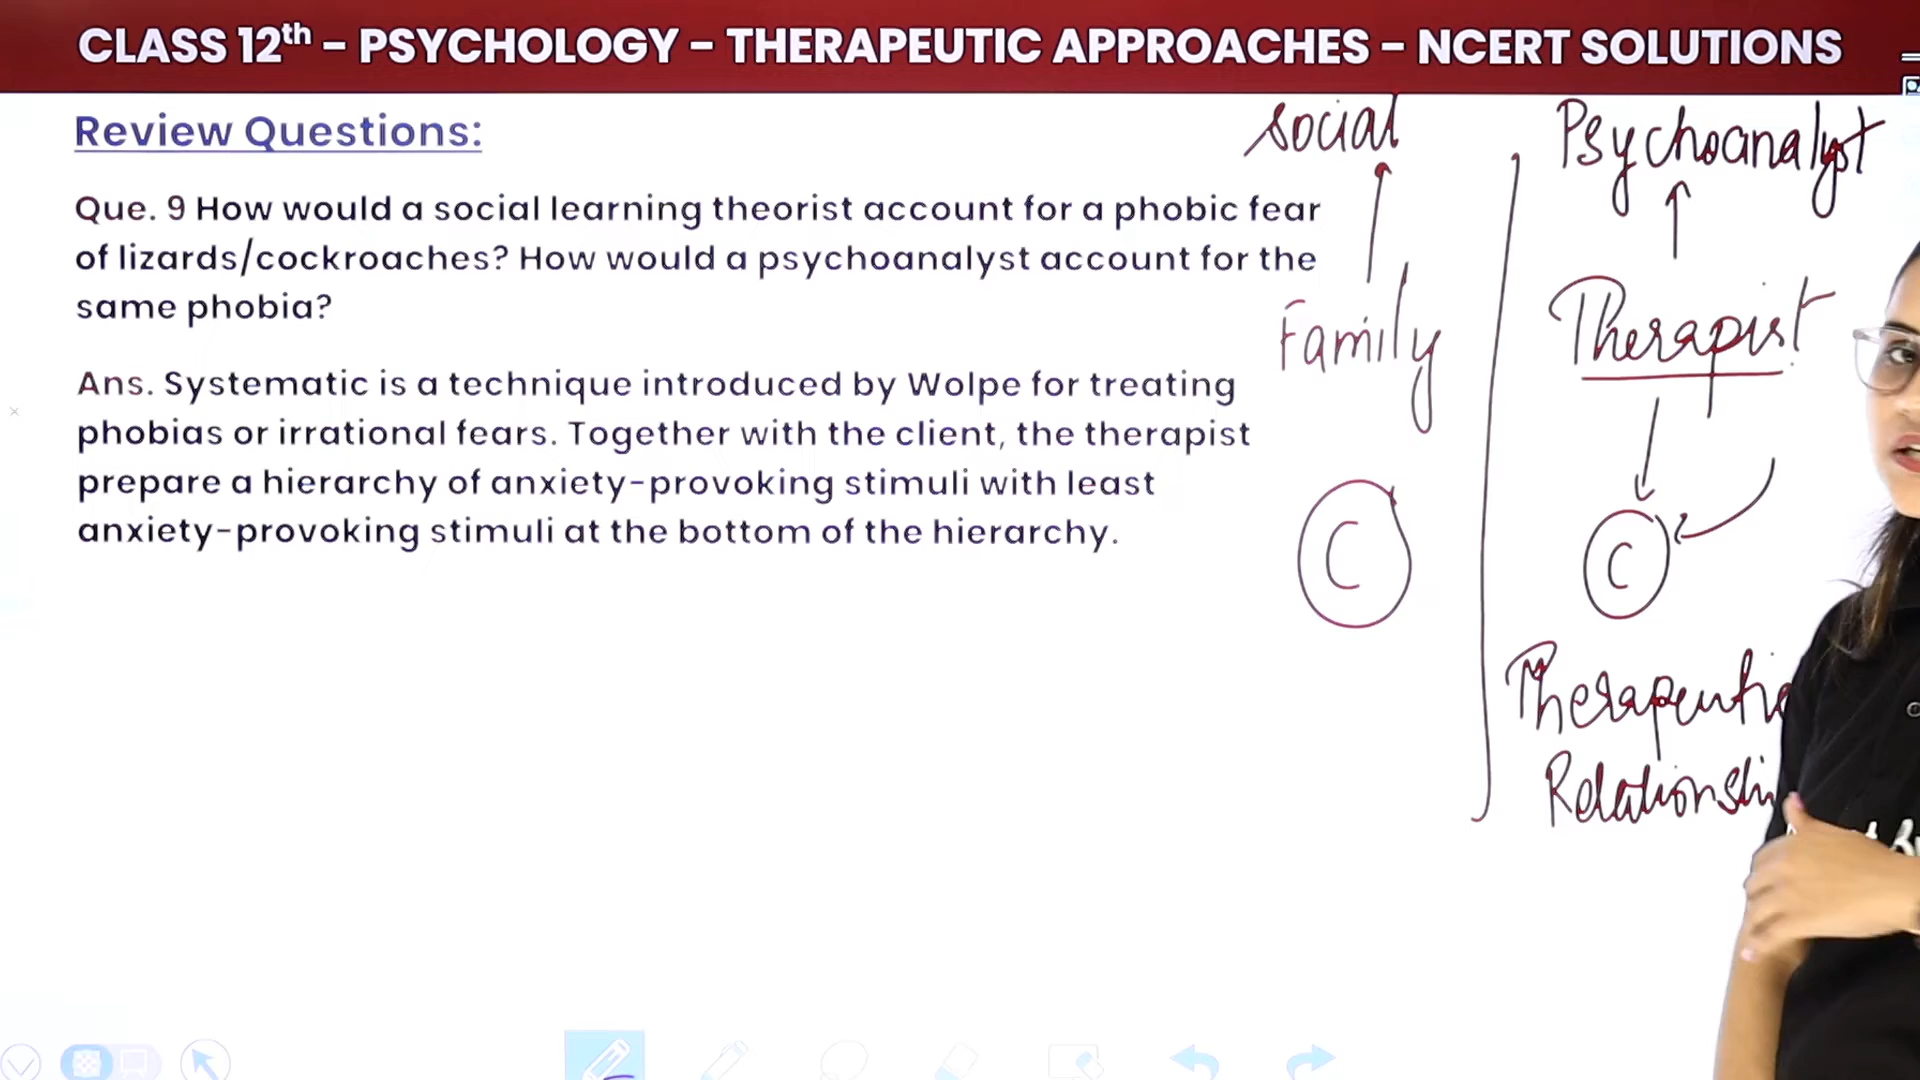 CLASS 12th – PSYCHOLOGY – THERAPEUTIC APPROACHES – NCERT SOLUTIONS
Review Questions:
Que. 9 How would a social learning theorist account for a phobic fear
of lizards/cockroaches? How would a psychoanalyst account for the
same phobia?
Ans. Systematic is a technique introduced by Wolpe for treating
phobias or irrational fears. Together with the client, the therapist
prepare a hierarchy of anxiety-provoking stimuli with least
anxiety-provoking stimuli at the bottom of the hierarchy.
Social
Family
C
Psychoanalyst
Therapist
C
Therapeutic
Relationshi